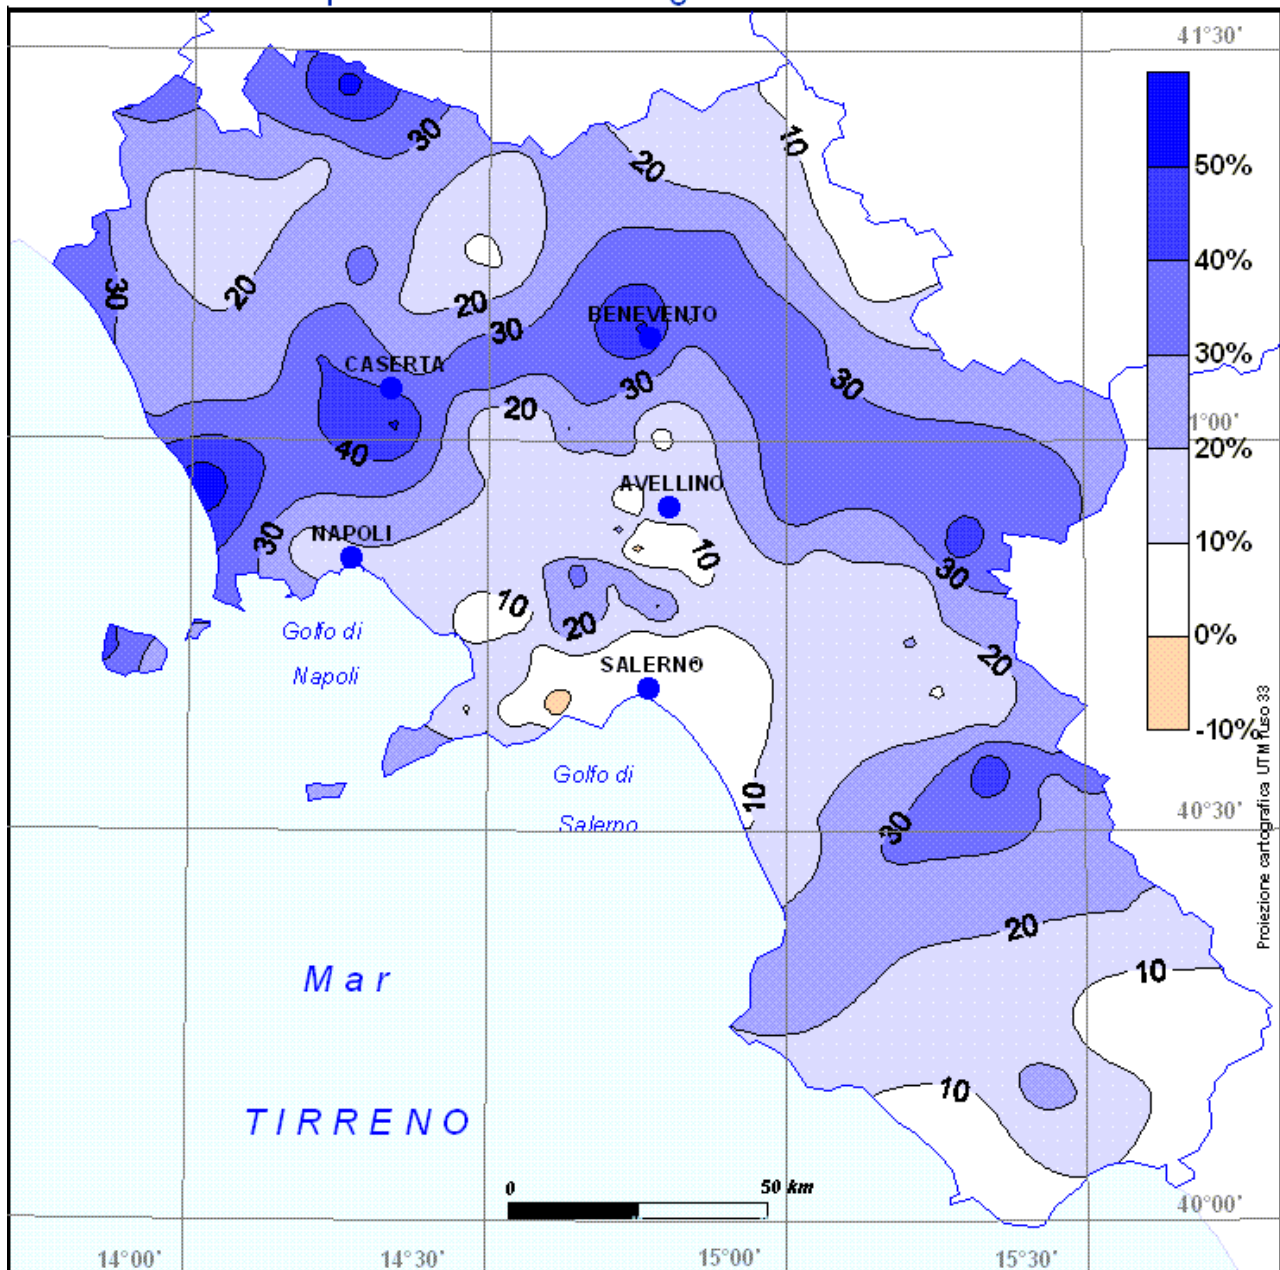 41°30'
10
30
20
50%
40%
30
20
20
30
BENEVENTO
30%
CASERTA
30
30
20
1°00'
20%
40
AVELLINO
30
NAPOLI
10
10%
30
10
20
Golfo di
Napoli
0%
20
SALERNO
-10%
Proiezione cartografica UTM fuso 33
Golfo di
Salerno
10
30
40°30'
20
10
Mar
TIRRENO
10
0
50 km
40°00'
14°00'
14°30'
15°00'
15°30'